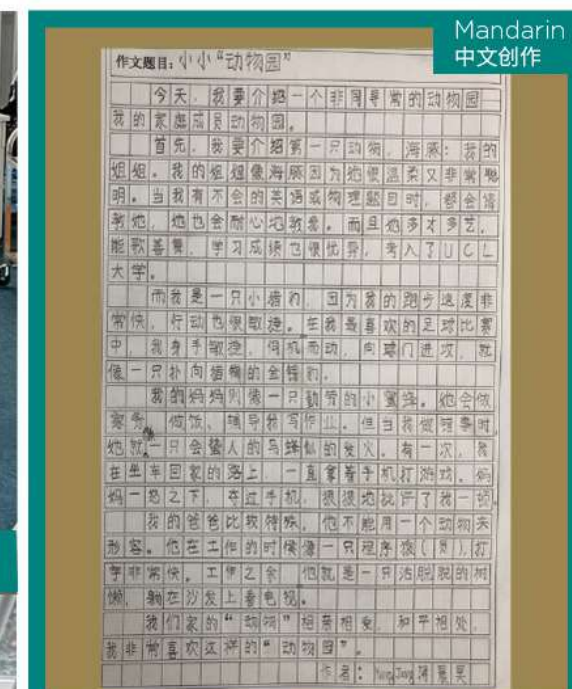 Mandarin
中文创作
作文题目：小小“动物园”
今天，我要介绍一个非同寻常的动物园
我的家庭成员动物园。
首先，我要介绍第一只动物，海豚：我的
姐姐。我的姐姐像海豚因为她很温柔又非常聪
明。当我有不会的英语或物理题目时，都会请
教她，她也会耐心地教我。而且她多才多艺，
能歌善舞，学习成绩也很优异，考入了UCL
大学。
而我是一只小猎豹，因为我的跑步速度非
常快，行动也很敏捷。在我最喜欢的足球比赛
中，我身手敏捷，伺机而动，向球门进攻，就
像一只扑向猎物的金钱豹。
我的妈妈则像一只勤劳的小蜜蜂。她会做
家务，做饭、辅导我写作业。但当我做错事时，
她就像一只会蜇人的马蜂似的发火。有一次，我
在坐车回家的路上，一直拿着手机打游戏。妈
妈一怒之下，夺过手机，狠狠地批评了我一顿。
我的爸爸比较特殊，他不能用一个动物来
形容。他在工作的时候像一只程序猿(员)，打
字非常快。工作之余，他就是一只活脱脱的树
懒，躺在沙发上看电视。
我们家的“动物”相亲相爱，和平相处，
我非常喜欢这样的“动物园”。
作者：